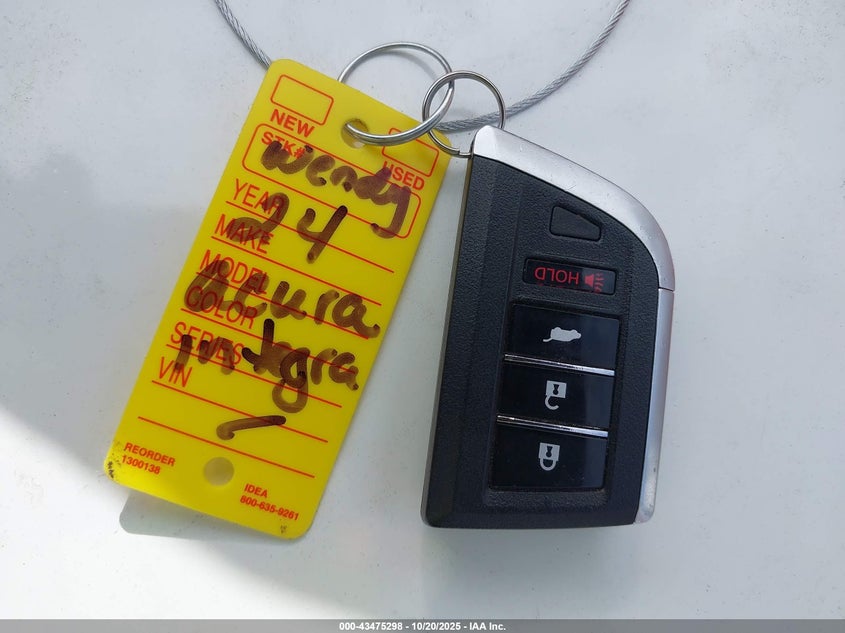 NEW
USED
STK#
Wendy
YEAR
24
MAKE
MODEL
Acura
COLOR
SERIES
Intgra
VIN
REORDER
1300138
IDEA
800-635-9261
HOLD
000-43475298 - 10/20/2025 - IAA Inc.